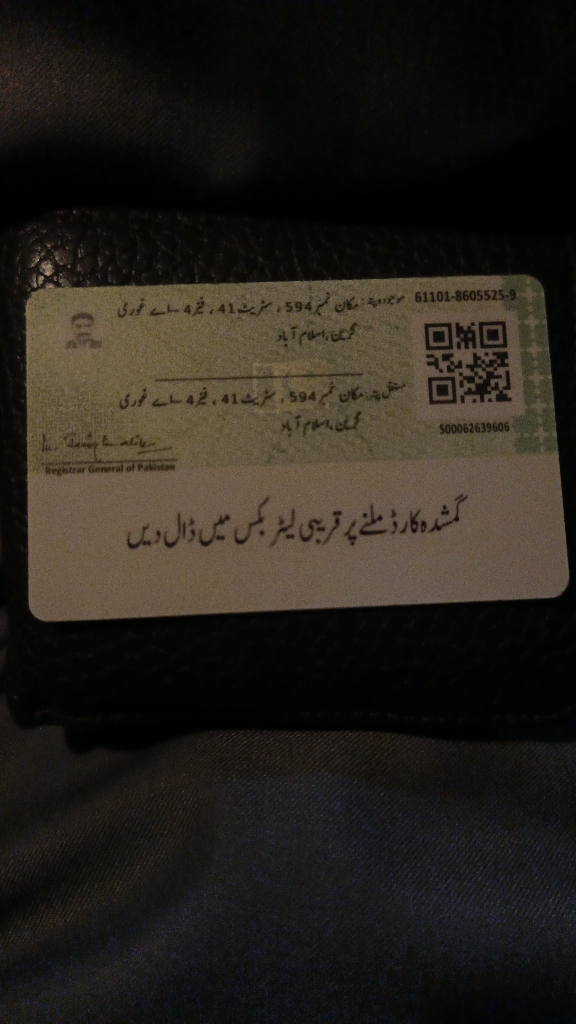 61101-8605525-9
موجودہ پتہ: مکان نمبر 594، سٹریٹ 41، فیز 4-اے غوری
گرین، اسلام آباد
مستقل پتہ: مکان نمبر 594، سٹریٹ 41، فیز 4-اے غوری
گرین، اسلام آباد
500062639606
Registrar General of Pakistan
گمشدہ کارڈ ملنے پر قریبی لیٹر بکس میں ڈال دیں